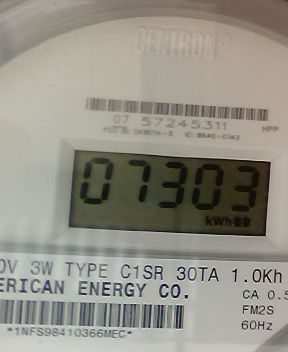 CENTRON®
07 57245311
HPP
07303
kWh
0V 3W TYPE C1SR 30TA 1.0Kh
ERICAN ENERGY CO.
CA 0.5
FM2S
60Hz
*1NFS98410366MEC*